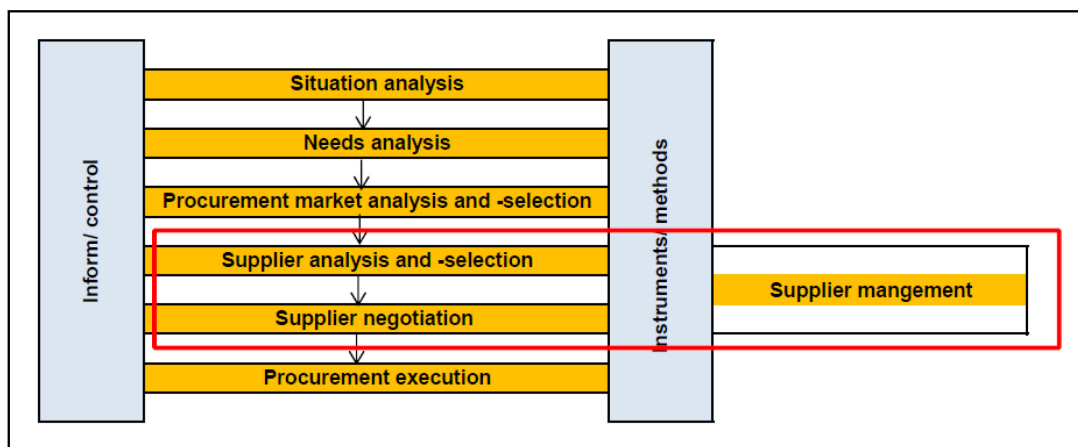 Inform/ control
Situation analysis
Needs analysis
Procurement market analysis and -selection
Supplier analysis and -selection
Supplier negotiation
Procurement execution
Instruments/ methods
Supplier mangement